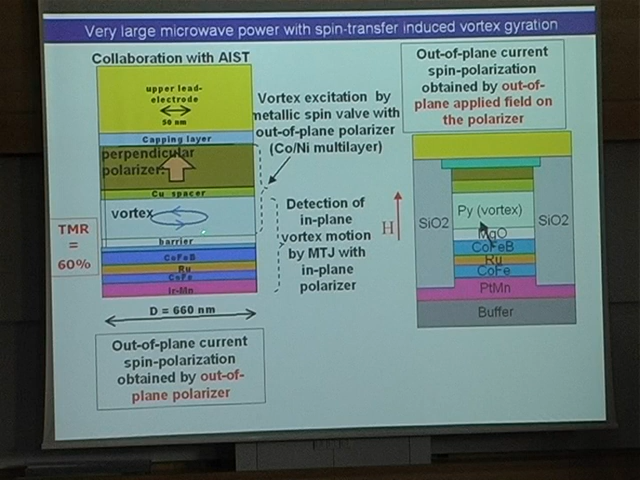 Very large microwave power with spin-transfer induced vortex gyration
Collaboration with AIST
upper lead-
electrode
50 nm
Capping layer
perpendicular
polarizer
Cu spacer
vortex
barrier
CoFeB
Ru
CoFe
Ir-Mn
D = 660 nm
TMR
=
60%
Out-of-plane current
spin-polarization
obtained by out-of-
plane polarizer
Vortex excitation by
metallic spin valve with
out-of-plane polarizer
(Co/Ni multilayer)
Detection of
in-plane
vortex motion
by MTJ with
in-plane
polarizer
H
Out-of-plane current
spin-polarization
obtained by out-of-
plane applied field on
the polarizer
SiO2
Py (vortex)
MgO
CoFeB
Ru
CoFe
PtMn
Buffer
SiO2